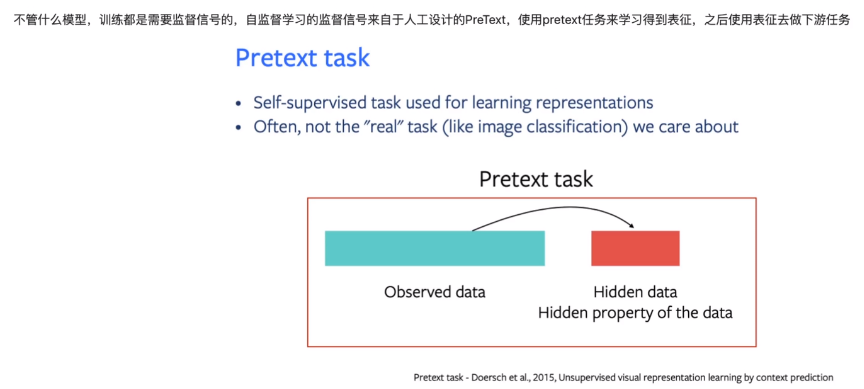 不管什么模型，训练都是需要监督信号的，自监督学习的监督信号来自于人工设计的PreText，使用pretext任务来学习得到表征，之后使用表征去做下游任务
Pretext task
• Self-supervised task used for learning representations
• Often, not the "real" task (like image classification) we care about
Pretext task
Observed data
Hidden data
Hidden property of the data
Pretext task - Doersch et al., 2015, Unsupervised visual representation learning by context prediction